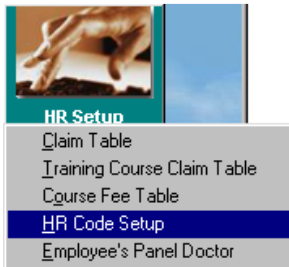 HR Setup
Claim Table
Training Course Claim Table
Course Fee Table
HR Code Setup
Employee's Panel Doctor